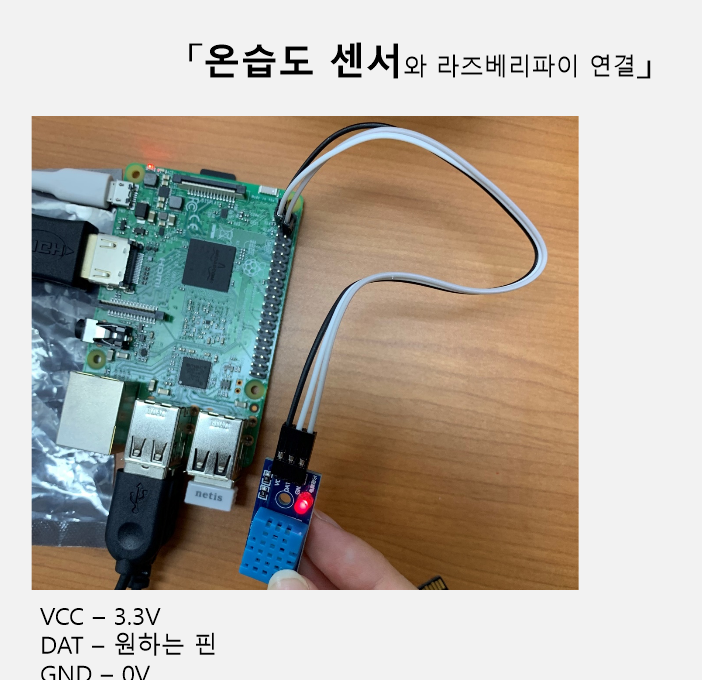 「온습도 센서와 라즈베리파이 연결」
netis
DAT
VCC – 3.3V
DAT – 원하는 핀
GND – 0V